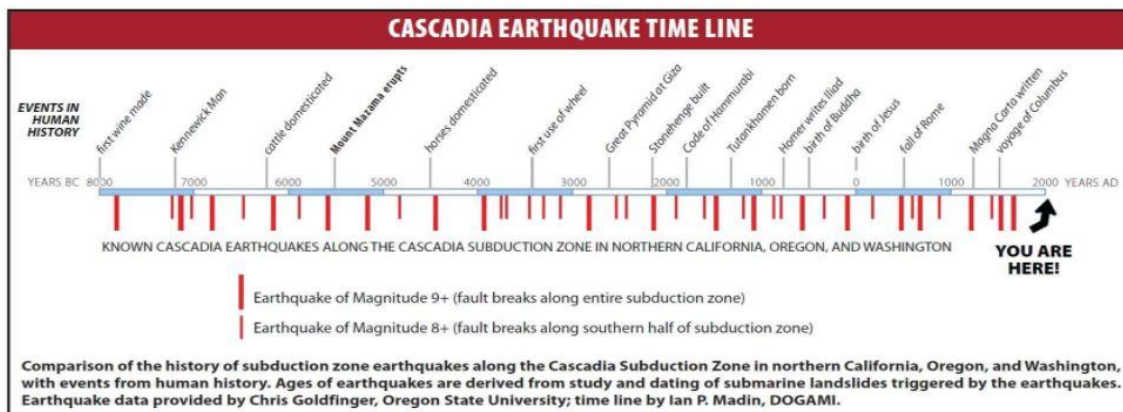 CASCADIA EARTHQUAKE TIME LINE
EVENTS IN
HUMAN
HISTORY
first wine made
Kennewick Man
cattle domesticated
Mount Mazama erupts
horses domesticated
first use of wheel
Great Pyramid at Giza
Stonehenge built
Code of Hammurabi
Tutankhamen born
Homer writes Iliad
birth of Buddha
birth of Jesus
fall of Rome
Magna Carta written
voyage of Columbus
YEARS BC 8000 7000 6000 5000 4000 3000 2000 1000 0 1000 2000 YEARS AD
KNOWN CASCADIA EARTHQUAKES ALONG THE CASCADIA SUBDUCTION ZONE IN NORTHERN CALIFORNIA, OREGON, AND WASHINGTON
YOU ARE
HERE!
Earthquake of Magnitude 9+ (fault breaks along entire subduction zone)
Earthquake of Magnitude 8+ (fault breaks along southern half of subduction zone)
Comparison of the history of subduction zone earthquakes along the Cascadia Subduction Zone in northern California, Oregon, and Washington,
with events from human history. Ages of earthquakes are derived from study and dating of submarine landslides triggered by the earthquakes.
Earthquake data provided by Chris Goldfinger, Oregon State University; time line by Ian P. Madin, DOGAMI.